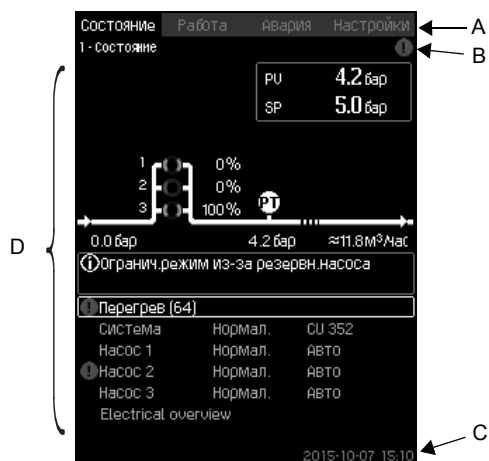 Состояние Работа Авария Настройки A
1 - Состояние B
PV 4.2 бар
SP 5.0 бар
1 0%
2 0%
3 100% PT
D
0.0 бар 4.2 бар ≈11.8 м³/час
Огранич.режим из-за резервн.насоса
Перегрев (64)
Система Нормал. CU 352
Насос 1 Нормал. Авто
Насос 2 Нормал. Авто
Насос 3 Нормал. Авто
Electrical overview
C
2015-10-07 15:10